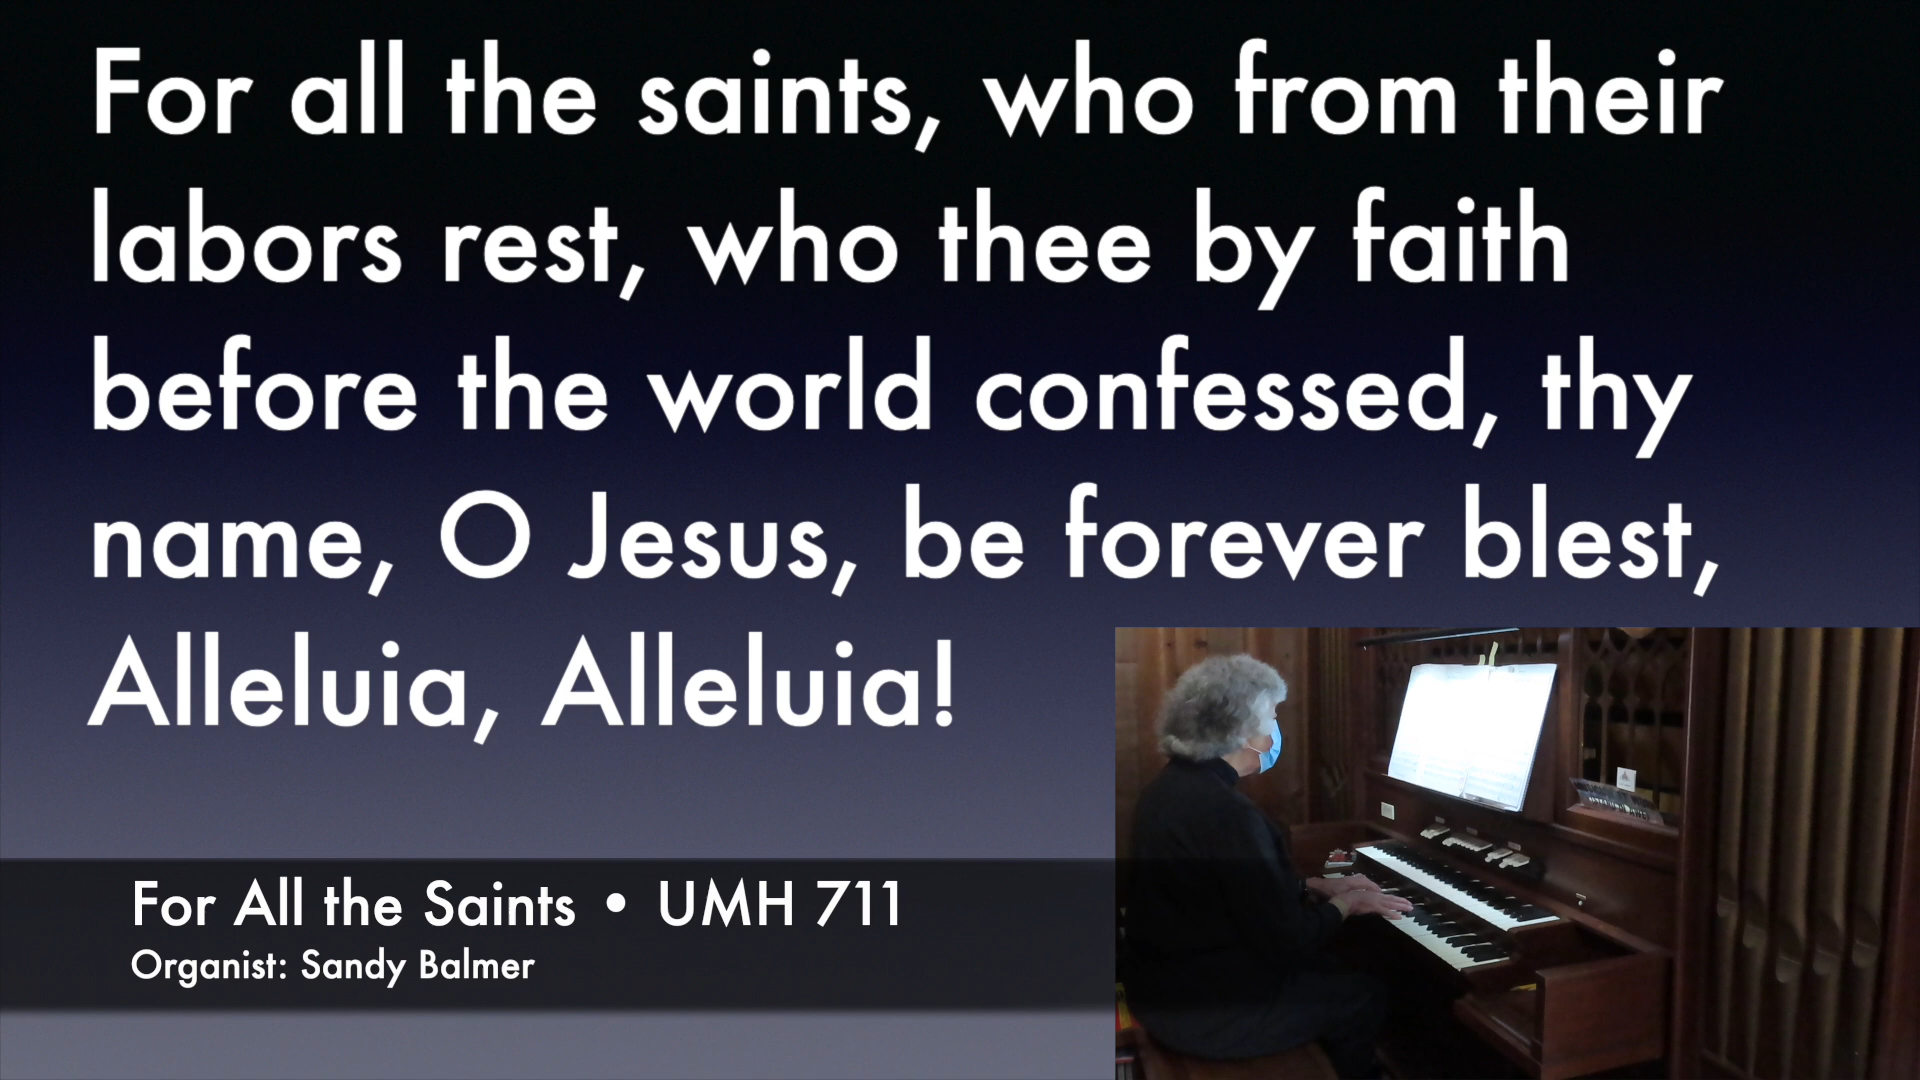 For all the saints, who from their
labors rest, who thee by faith
before the world confessed, thy
name, O Jesus, be forever blest,
Alleluia, Alleluia!
For All the Saints • UMH 711
Organist: Sandy Balmer